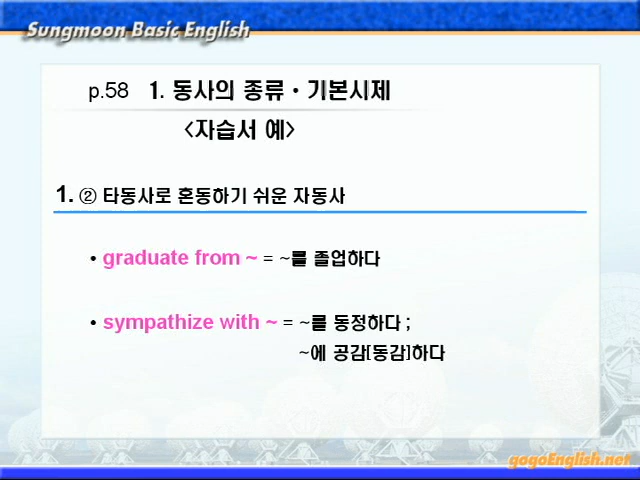 Sungmoon Basic English
p.58 1. 동사의 종류·기본시제
<자습서 예>
1. ② 타동사로 혼동하기 쉬운 자동사
• graduate from ~ = ~를 졸업하다
• sympathize with ~ = ~를 동정하다 ;
~에 공감[동감]하다
gogoEnglish.net